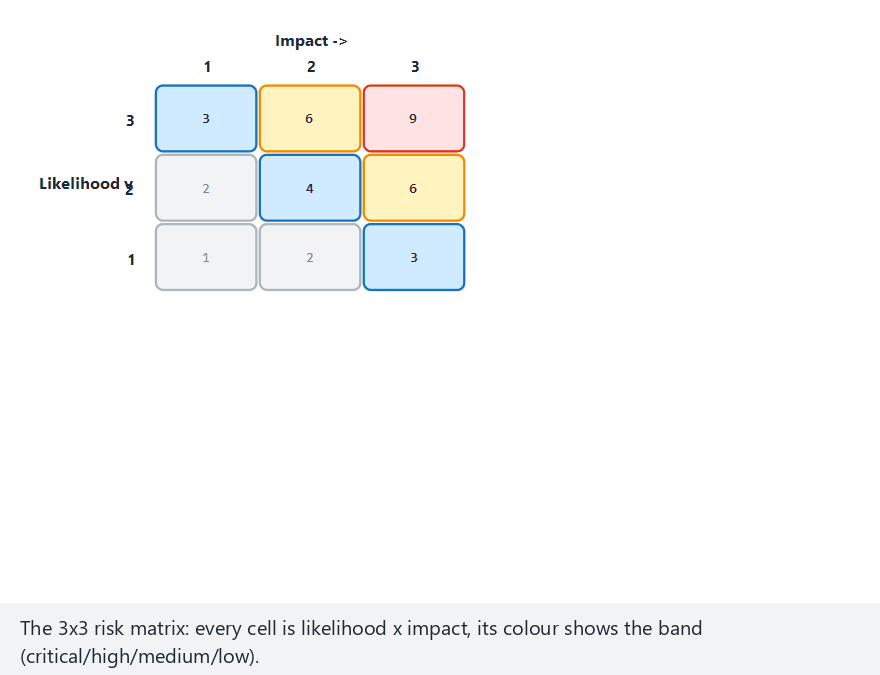 Impact ->
1 2 3
3 3 6 9
Likelihood v
2 2 4 6
1 1 2 3
The 3x3 risk matrix: every cell is likelihood x impact, its colour shows the band
(critical/high/medium/low).